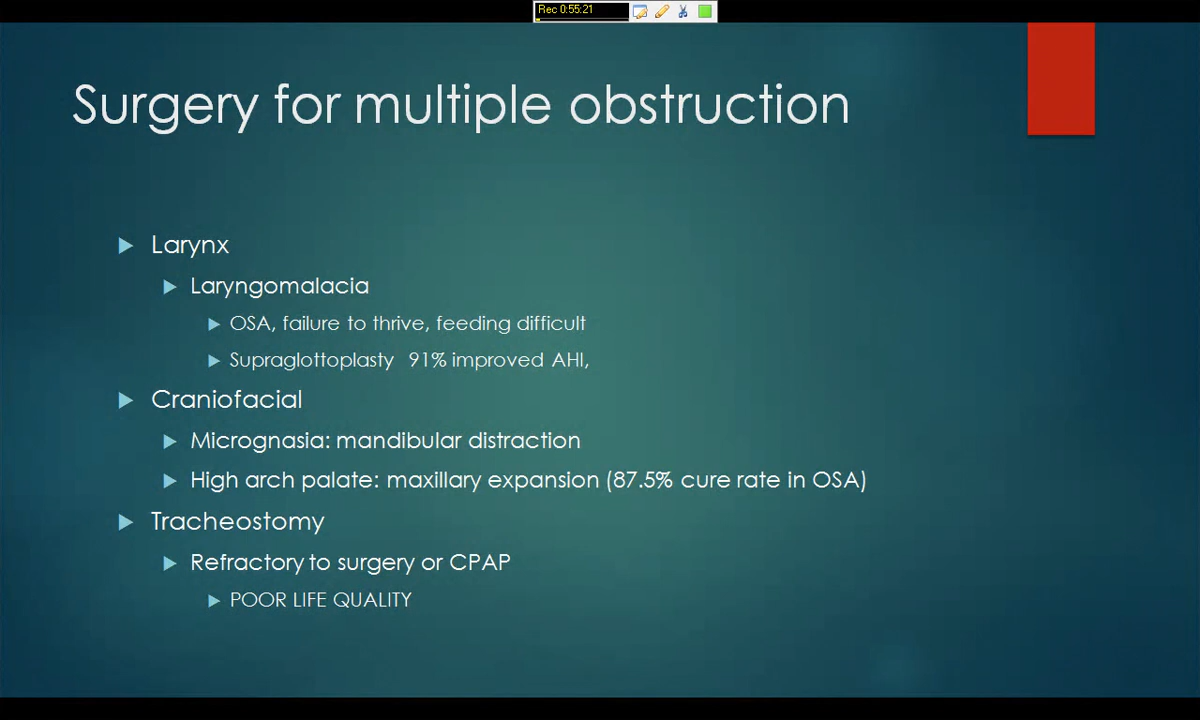 Rec 0:55:21
Surgery for multiple obstruction
Larynx
Laryngomalacia
OSA, failure to thrive, feeding difficult
Supraglottoplasty 91% improved AHI,
Craniofacial
Micrognasia: mandibular distraction
High arch palate: maxillary expansion (87.5% cure rate in OSA)
Tracheostomy
Refractory to surgery or CPAP
POOR LIFE QUALITY